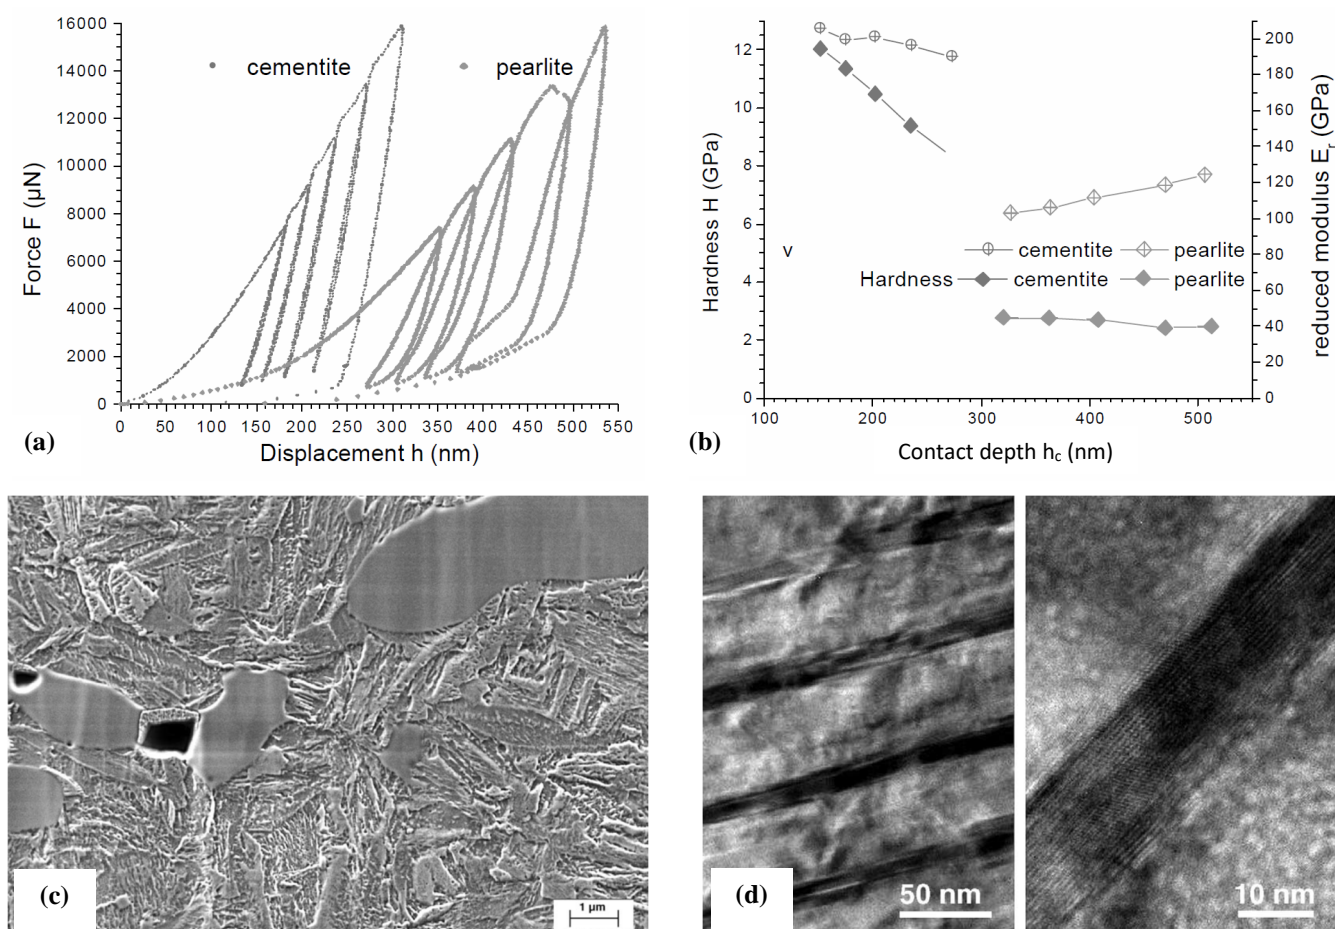 16000
14000
12000
10000
8000
6000
4000
2000
0
Force F (µN)
cementite
pearlite
0 50 100 150 200 250 300 350 400 450 500 550
Displacement h (nm)
(a)
12
10
8
6
4
2
0
Hardness H (GPa)
200
180
160
140
120
100
80
60
40
20
0
reduced modulus Er (GPa)
v
cementite
pearlite
Hardness
cementite
pearlite
100 200 300 400 500
Contact depth hc (nm)
(b)
(c)
1 µm
(d)
50 nm
10 nm